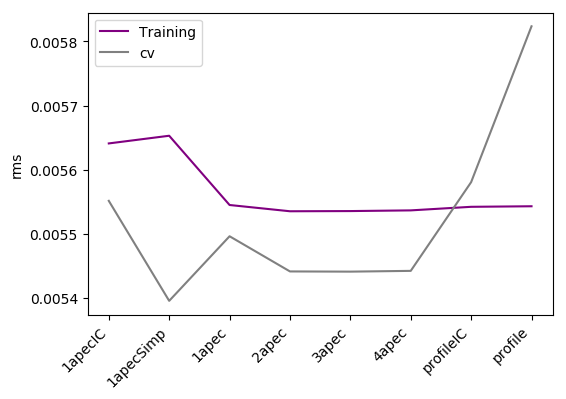 Training
cv
0.0058
0.0057
0.0056
0.0055
0.0054
rms
1apecIC
1apecSimp
1apec
2apec
3apec
4apec
profileIC
profile